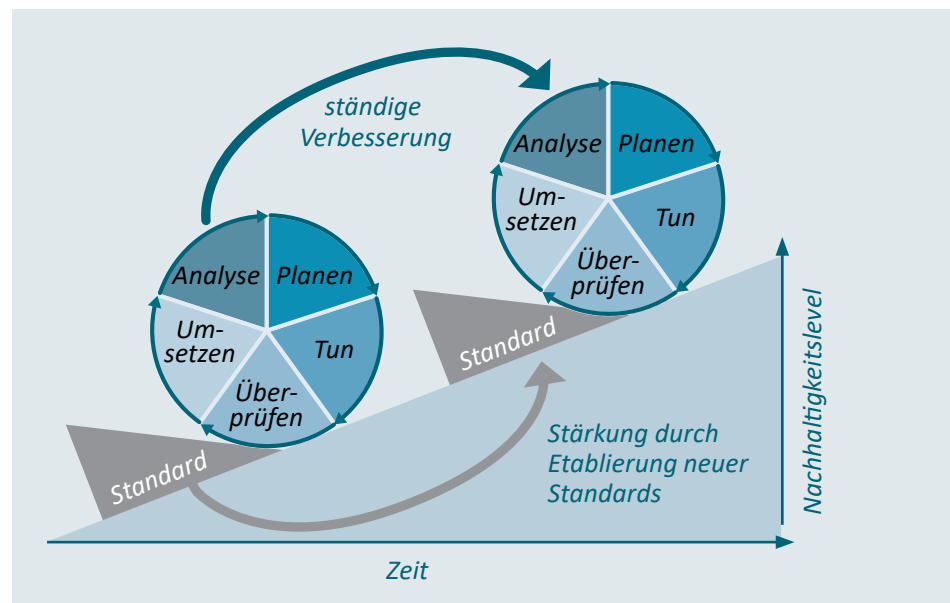 ständige
Verbesserung
Analyse
Planen
Um-
setzen
Tun
Über-
prüfen
Standard
Analyse
Planen
Um-
setzen
Tun
Über-
prüfen
Standard
Stärkung durch
Etablierung neuer
Standards
Nachhaltigkeitslevel
Zeit